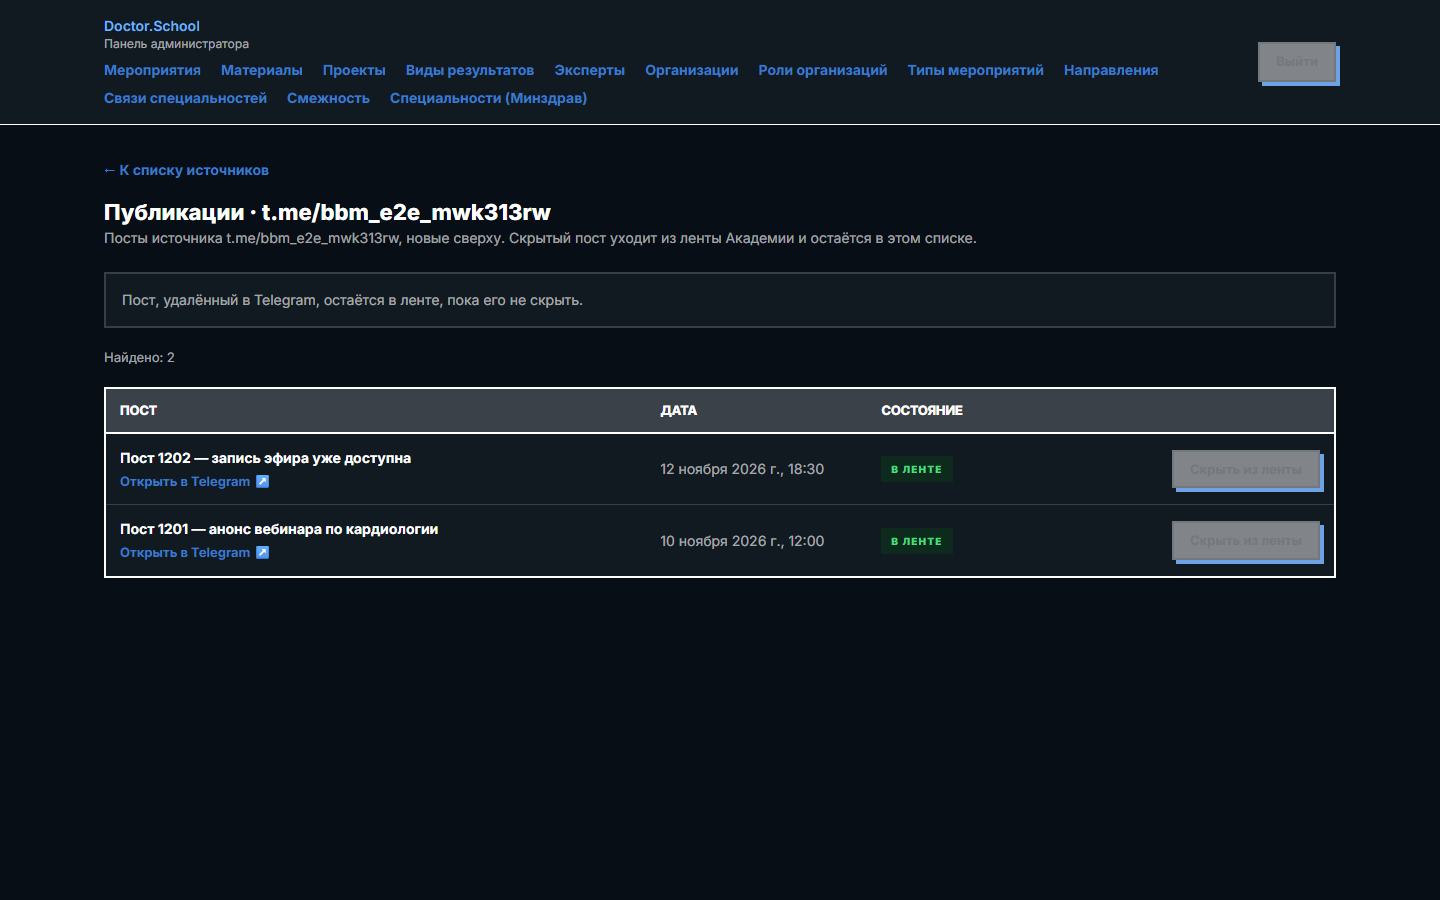 Doctor.School
Панель администратора
Мероприятия Материалы Проекты Виды результатов Эксперты Организации Роли организаций Типы мероприятий Направления
Связи специальностей Смежность Специальности (Минздрав)
Выйти
← К списку источников
Публикации · t.me/bbm_e2e_mwk313rw
Посты источника t.me/bbm_e2e_mwk313rw, новые сверху. Скрытый пост уходит из ленты Академии и остаётся в этом списке.
Пост, удалённый в Telegram, остаётся в ленте, пока его не скрыть.
Найдено: 2
ПОСТ ДАТА СОСТОЯНИЕ
Пост 1202 — запись эфира уже доступна
Открыть в Telegram ↗
12 ноября 2026 г., 18:30
В ЛЕНТЕ
Скрыть из ленты
Пост 1201 — анонс вебинара по кардиологии
Открыть в Telegram ↗
10 ноября 2026 г., 12:00
В ЛЕНТЕ
Скрыть из ленты